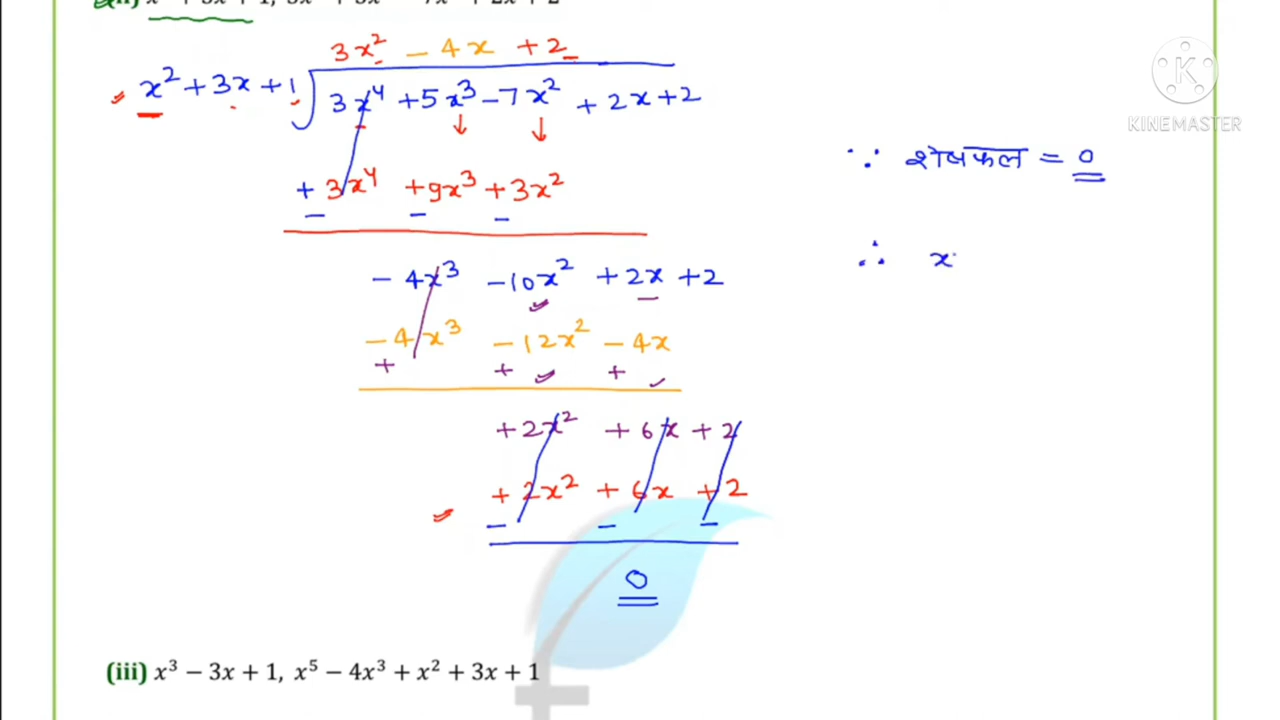 3x² - 4x + 2
x² + 3x + 1 3x⁴ + 5x³ - 7x² + 2x + 2
+ 3x⁴ + 9x³ + 3x²
- - -
- 4x³ - 10x² + 2x + 2
- 4x³ - 12x² - 4x
+ + +
+ 2x² + 6x + 2
+ 2x² + 6x + 2
- - -
0
(iii) x³ − 3x + 1, x⁵ − 4x³ + x² + 3x + 1
∵ शेषफल = 0
∴ x
K
KINEMASTER